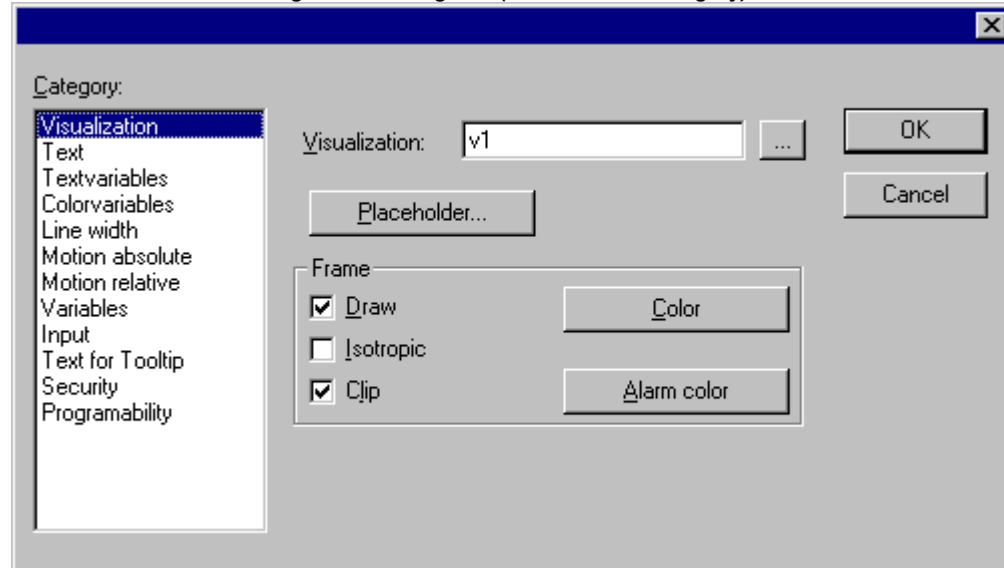 Category:
Visualization
Text
Textvariables
Colorvariables
Line width
Motion absolute
Motion relative
Variables
Input
Text for Tooltip
Security
Programability
Visualization:
v1
...
OK
Cancel
Placeholder...
Frame
Draw
Color
Isotropic
Clip
Alarm color